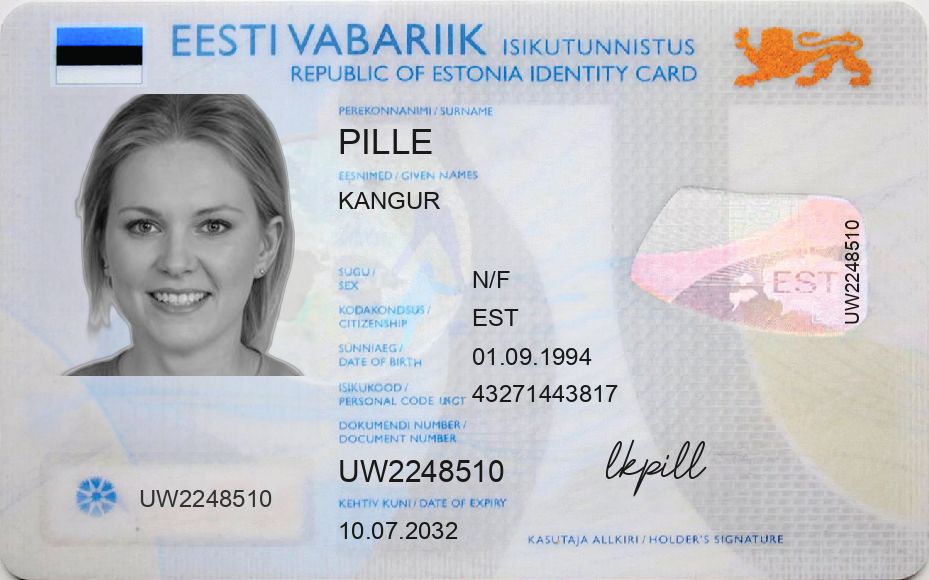 EESTI VABARIIK ISIKUTUNNISTUS
REPUBLIC OF ESTONIA IDENTITY CARD
PEREKONNANIMI / SURNAME
PILLE
EESNIMED / GIVEN NAMES
KANGUR
SUGU /
SEX
N/F
KODAKONDSUS /
CITIZENSHIP
EST
SÜNNIAEG /
DATE OF BIRTH
01.09.1994
ISIKUKOOD /
PERSONAL CODE
43271443817
DOKUMENDI NUMBER /
DOCUMENT NUMBER
UW2248510
KEHTIV KUNI / DATE OF EXPIRY
10.07.2032
UW2248510
EST
UW2248510
lkpill
KASUTAJA ALLKIRI / HOLDER'S SIGNATURE